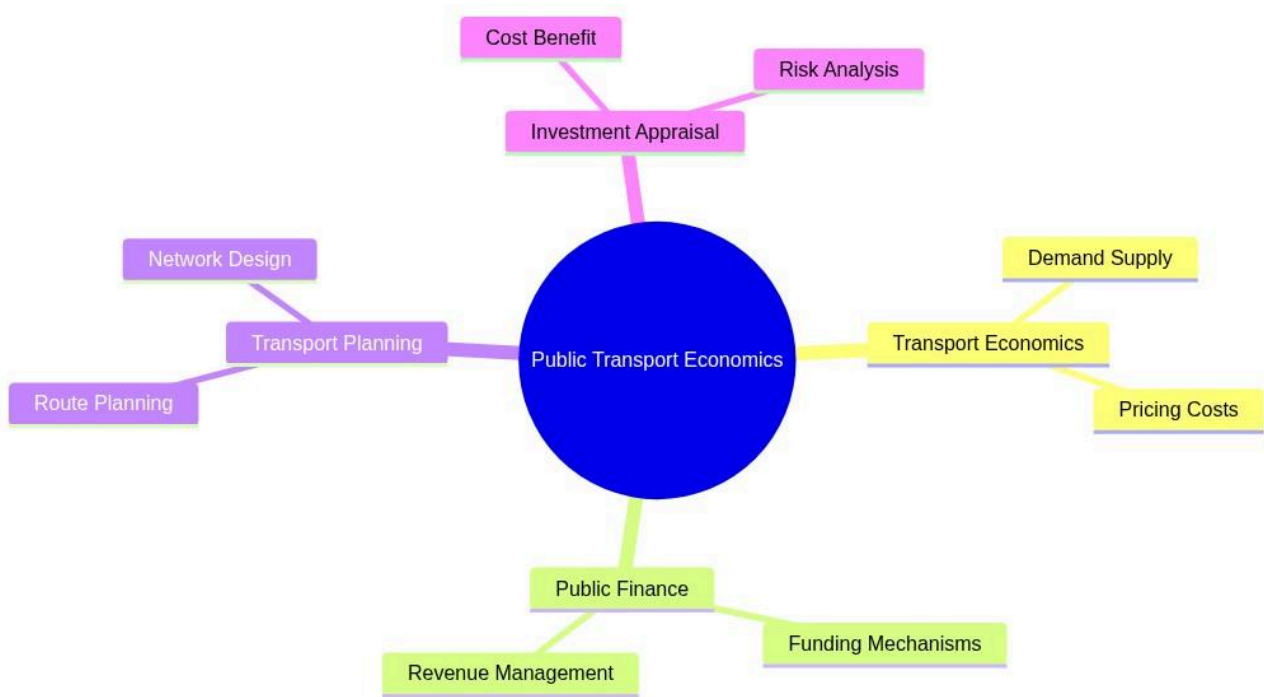 Cost Benefit
Risk Analysis
Investment Appraisal
Network Design
Demand Supply
Transport Planning
Transport Economics
Public Transport Economics
Route Planning
Pricing Costs
Public Finance
Funding Mechanisms
Revenue Management